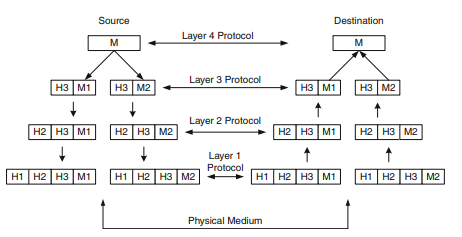 Source Destination
M Layer 4 Protocol M
H3 M1 H3 M2 Layer 3 Protocol H3 M1 H3 M2
H2 H3 M1 H2 H3 M2 Layer 2 Protocol H2 H3 M1 H2 H3 M2
Layer 1
Protocol
H1 H2 H3 M1 H1 H2 H3 M2 H1 H2 H3 M1 H1 H2 H3 M2
Physical Medium